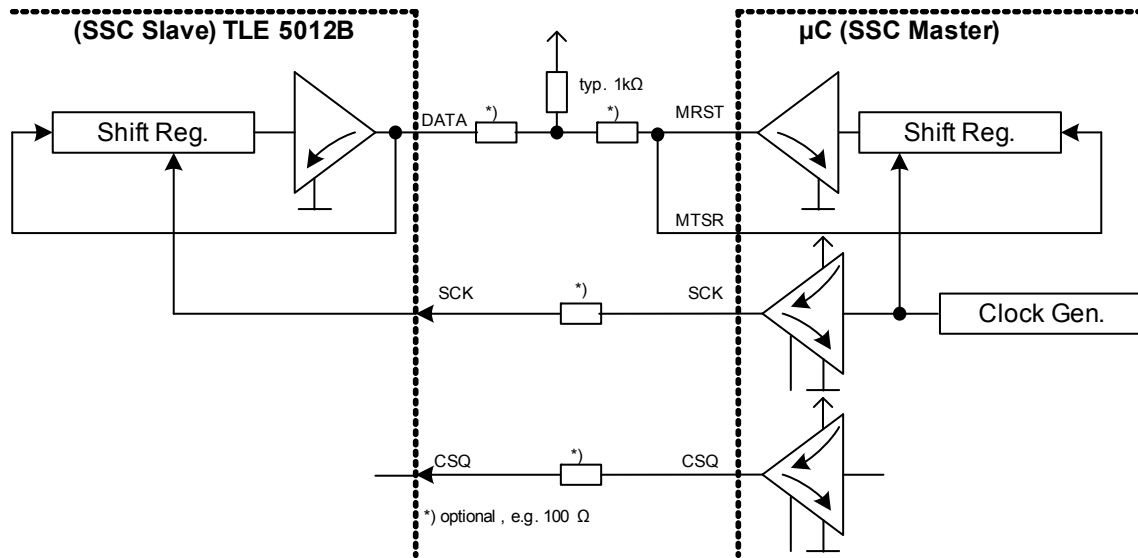 (SSC Slave) TLE 5012B
µC (SSC Master)
typ. 1kΩ
*)
*)
DATA
MRST
Shift Reg.
Shift Reg.
MTSR
*)
SCK
SCK
Clock Gen.
*)
CSQ
CSQ
*) optional , e.g. 100 Ω